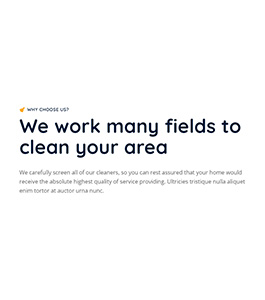 WHY CHOOSE US?
We work many fields to
clean your area
We carefully screen all of our cleaners, so you can rest assured that your home would
receive the absolute highest quality of service providing. Ultricies tristique nulla aliquet
enim tortor at auctor urna nunc.